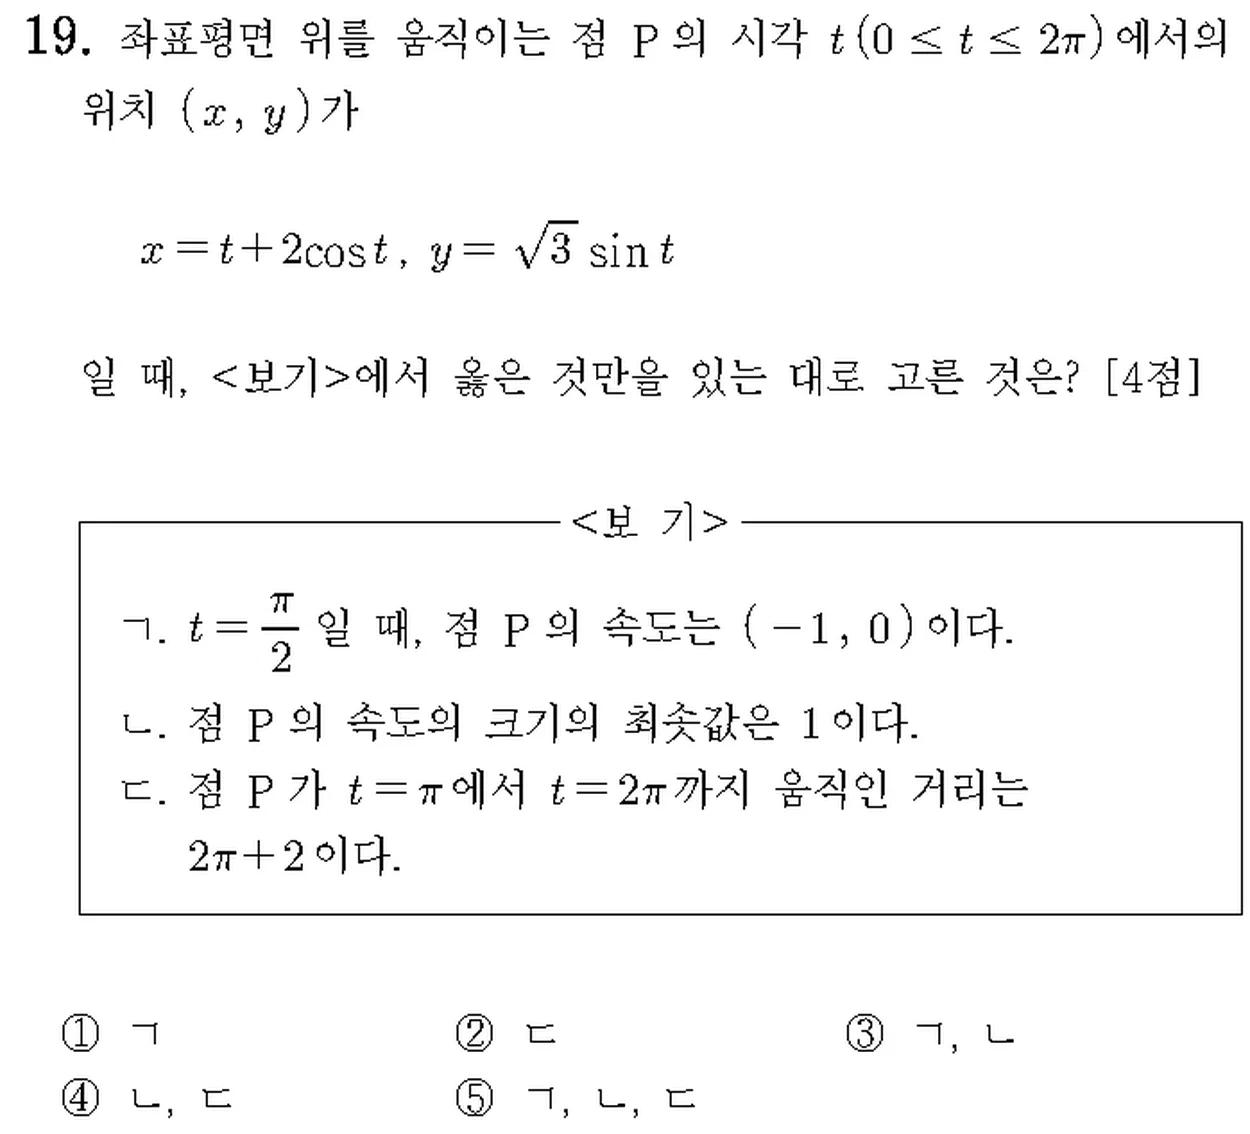 19. 좌표평면 위를 움직이는 점 P의 시각 t(0 ≤ t ≤ 2π)에서의
위치 (x, y)가
x = t + 2cos t, y = √3 sin t
일 때, <보기>에서 옳은 것만을 있는 대로 고른 것은? [4점]
<보 기>
ㄱ. t = π/2 일 때, 점 P의 속도는 (-1, 0)이다.
ㄴ. 점 P의 속도의 크기의 최솟값은 1이다.
ㄷ. 점 P가 t = π에서 t = 2π까지 움직인 거리는
2π + 2이다.
① ㄱ ② ㄷ ③ ㄱ, ㄴ
④ ㄴ, ㄷ ⑤ ㄱ, ㄴ, ㄷ